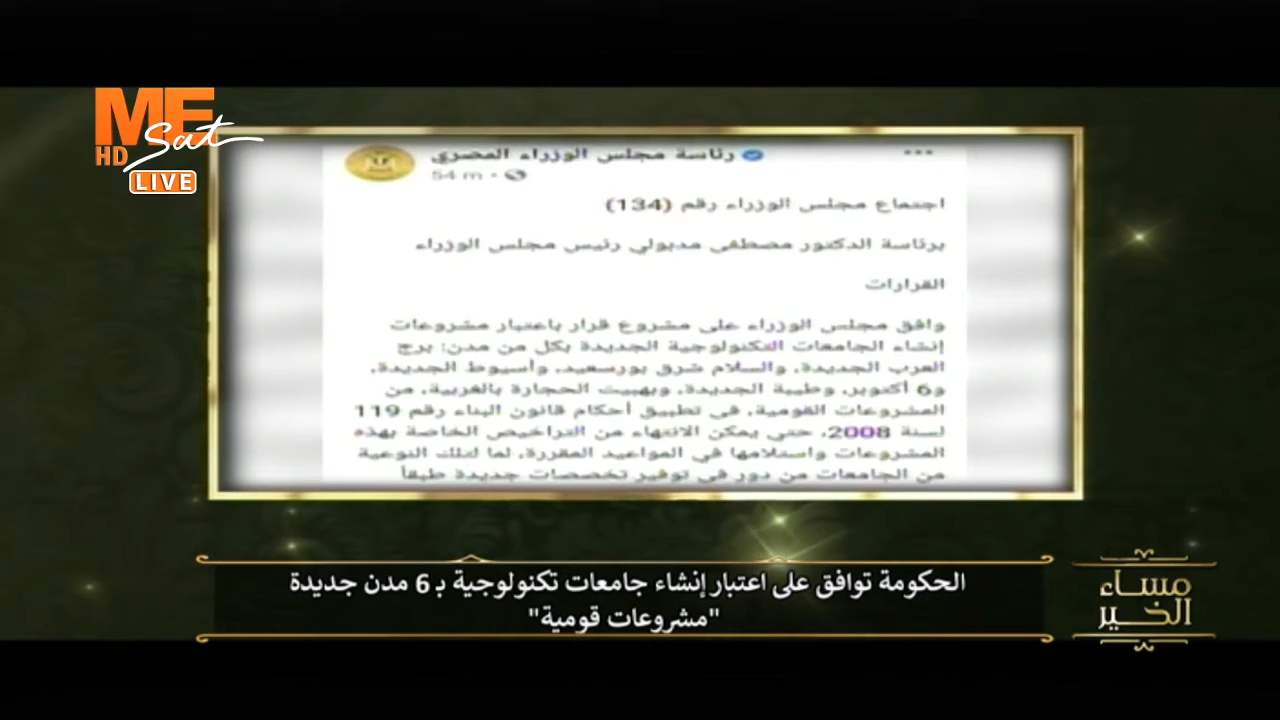 ME
Sat
HD
LIVE
رئاسة مجلس الوزراء المصري
54 m
اجتماع مجلس الوزراء رقم (134)
برئاسة الدكتور مصطفى مدبولي رئيس مجلس الوزراء
القرارات
وافق مجلس الوزراء على مشروع قرار باعتبار مشروعات
إنشاء الجامعات التكنولوجية الجديدة بكل من مدن: برج
العرب الجديدة، والسلام شرق بورسعيد، وأسيوط الجديدة،
و6 أكتوبر، وطيبة الجديدة، وبهبيت الحجارة بالغربية، من
المشروعات القومية، في تطبيق أحكام قانون البناء رقم 119
لسنة 2008، حتي يمكن الانتهاء من التراخيص الخاصة بهذه
المشروعات واستلامها في المواعيد المقررة، لما لتلك النوعية
من الجامعات من دور في توفير تخصصات جديدة طبقاً
الحكومة توافق على اعتبار إنشاء جامعات تكنولوجية بـ 6 مدن جديدة
"مشروعات قومية"
مساء
الخير